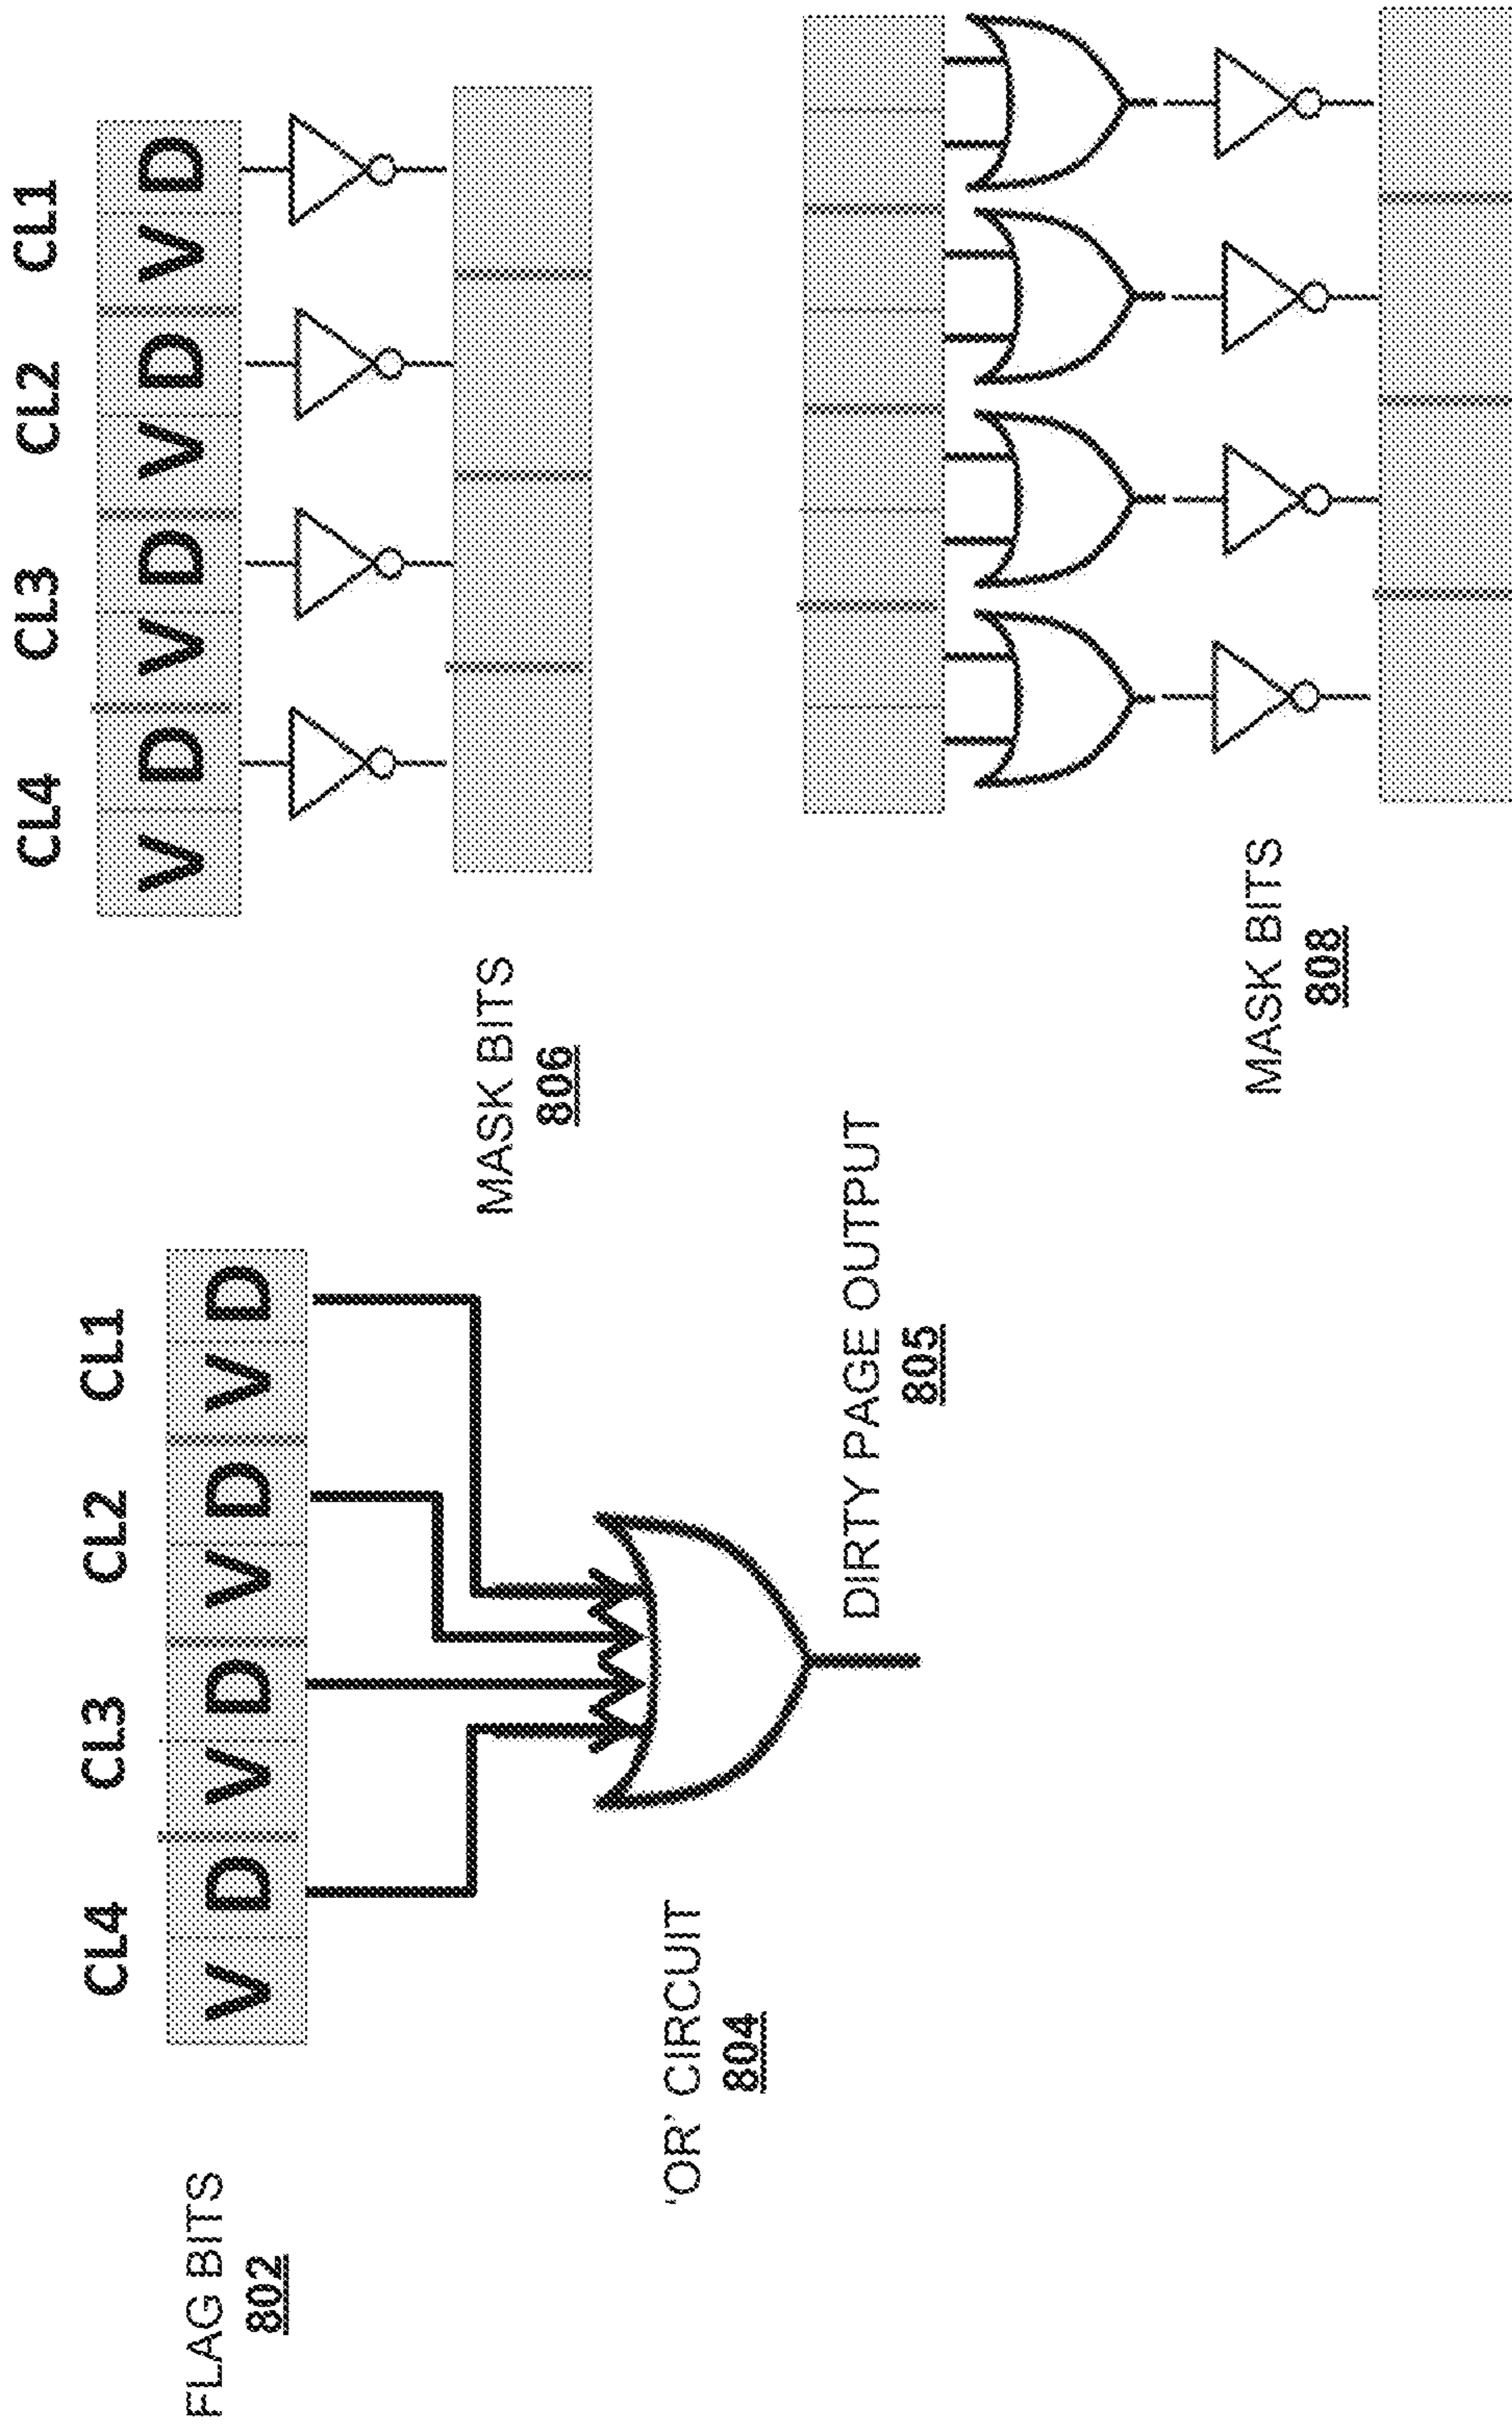 CL4 CL3 CL2 CL1
V D V D V D V D
FLAG BITS
802
'OR' CIRCUIT
804
DIRTY PAGE OUTPUT
805
CL4 CL3 CL2 CL1
V D V D V D V D
MASK BITS
806
MASK BITS
808